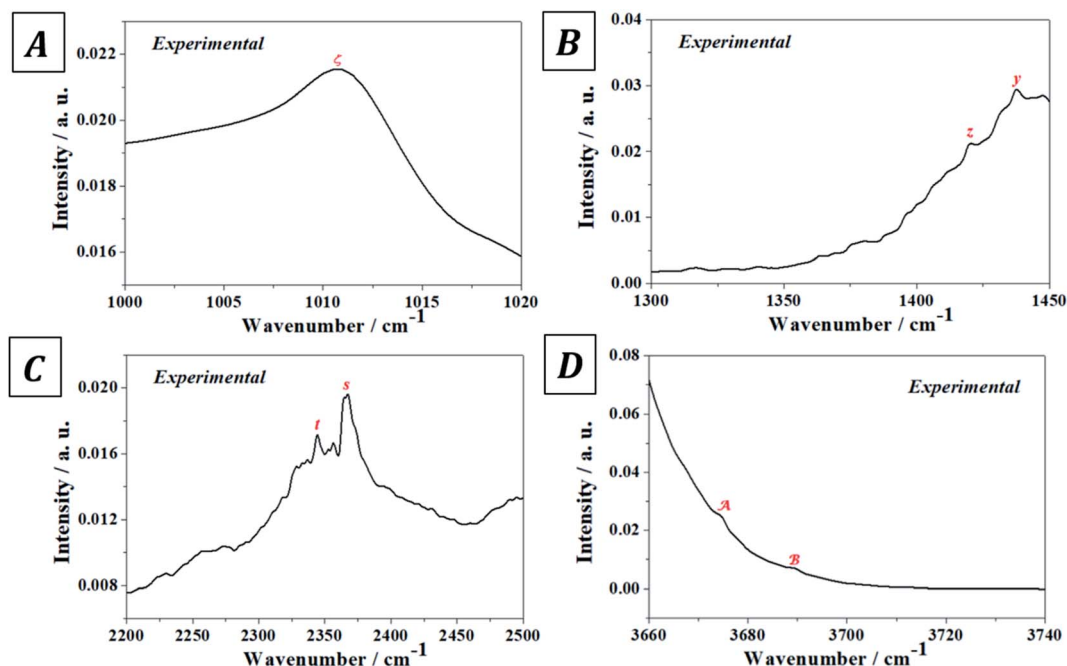 A
Experimental
ζ
0.022
0.020
0.018
0.016
Intensity / a. u.
1000 1005 1010 1015 1020
Wavenumber / cm-1
B
Experimental
y
z
0.04
0.03
0.02
0.01
0.00
Intensity / a. u.
1300 1350 1400 1450
Wavenumber / cm-1
C
Experimental
s
t
0.020
0.016
0.012
0.008
Intensity / a. u.
2200 2250 2300 2350 2400 2450 2500
Wavenumber / cm-1
D
Experimental
A
B
0.08
0.06
0.04
0.02
0.00
Intensity / a. u.
3660 3680 3700 3720 3740
Wavenumber / cm-1